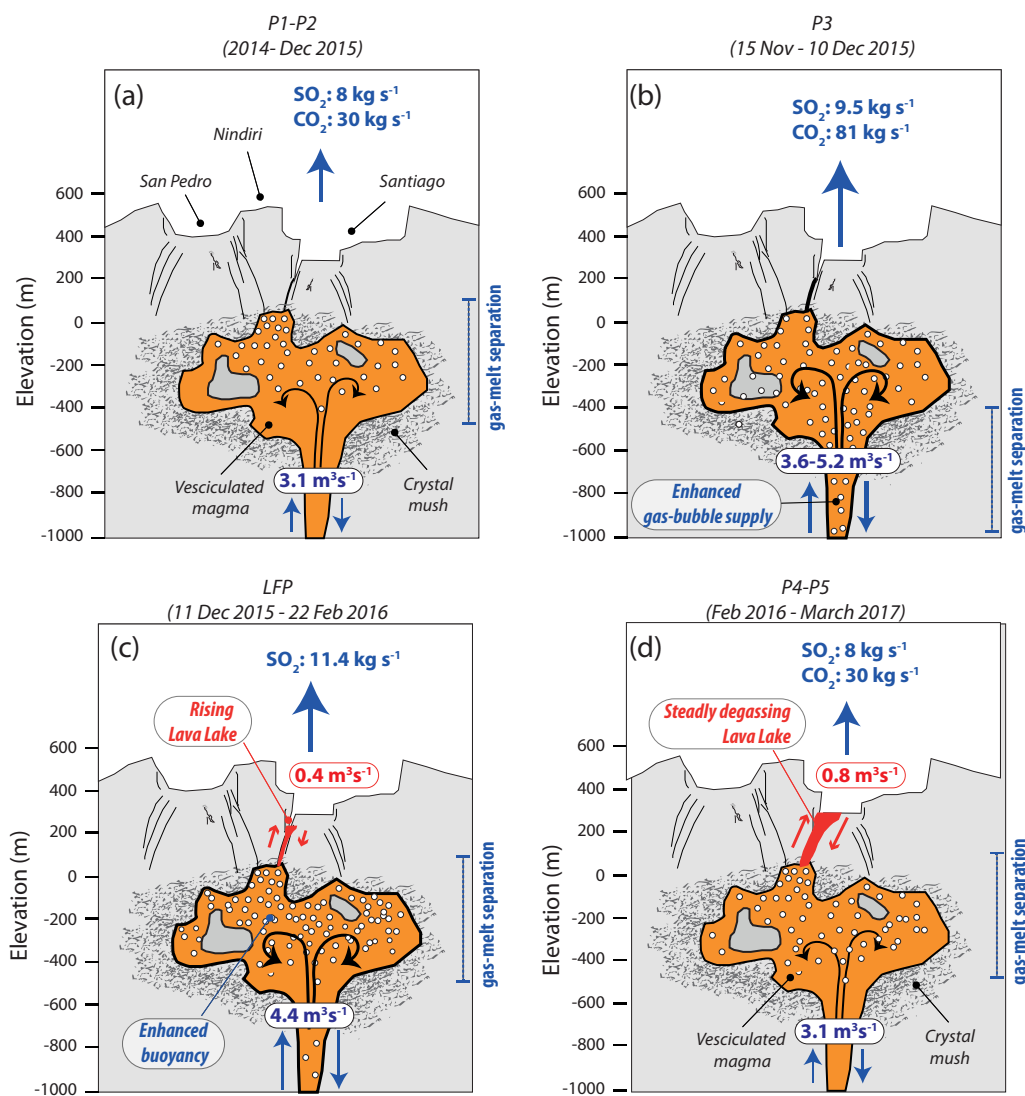 P1-P2
(2014- Dec 2015)
(a)
SO₂: 8 kg s⁻¹
CO₂: 30 kg s⁻¹
Nindiri
San Pedro
Santiago
600
400
200
0
-200
-400
-600
-800
-1000
Elevation (m)
gas-melt separation
3.1 m³s⁻¹
Vesciculated
magma
Crystal
mush
P3
(15 Nov - 10 Dec 2015)
(b)
SO₂: 9.5 kg s⁻¹
CO₂: 81 kg s⁻¹
600
400
200
0
-200
-400
-600
-800
-1000
Elevation (m)
gas-melt separation
3.6-5.2 m³s⁻¹
Enhanced
gas-bubble supply
LFP
(11 Dec 2015 - 22 Feb 2016
(c)
SO₂: 11.4 kg s⁻¹
Rising
Lava Lake
0.4 m³s⁻¹
600
400
200
0
-200
-400
-600
-800
-1000
Elevation (m)
gas-melt separation
4.4 m³s⁻¹
Enhanced
buoyancy
P4-P5
(Feb 2016 - March 2017)
(d)
SO₂: 8 kg s⁻¹
CO₂: 30 kg s⁻¹
Steadly degassing
Lava Lake
0.8 m³s⁻¹
600
400
200
0
-200
-400
-600
-800
-1000
Elevation (m)
gas-melt separation
3.1 m³s⁻¹
Vesciculated
magma
Crystal
mush